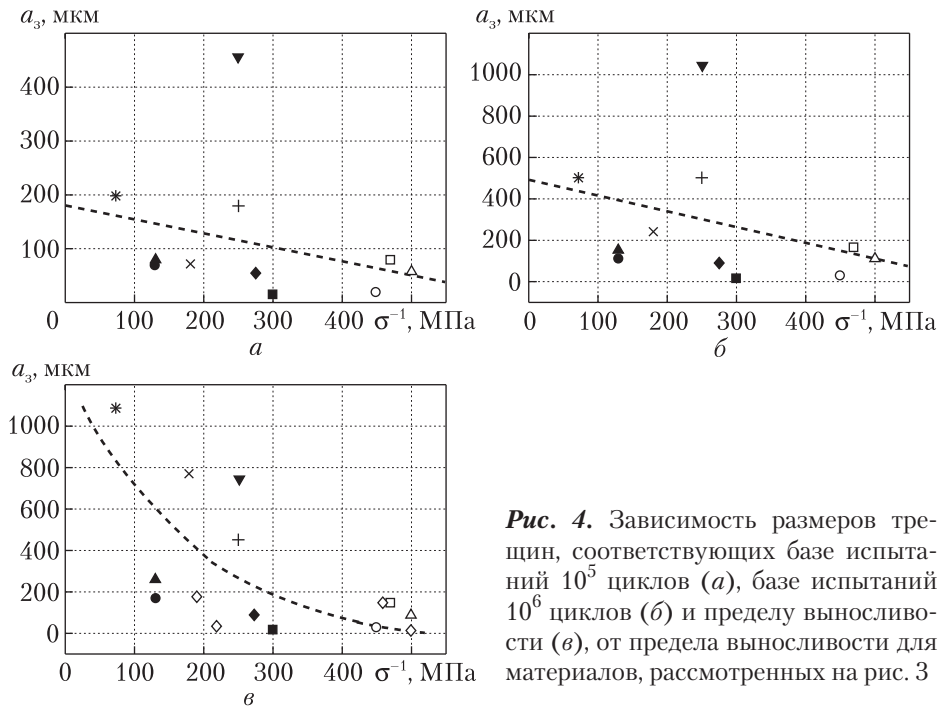 aз, мкм
400
300
200
100
0 100 200 300 400 σ⁻¹, МПа
а
aз, мкм
1000
800
600
400
200
0
0 100 200 300 400 σ⁻¹, МПа
б
aз, мкм
1000
800
600
400
200
0
0 100 200 300 400 σ⁻¹, МПа
в
Рис. 4. Зависимость размеров тре-
щин, соответствующих базе испыта-
ний 10⁵ циклов (а), базе испытаний
10⁶ циклов (б) и пределу выносливо-
сти (в), от предела выносливости для
материалов, рассмотренных на рис. 3